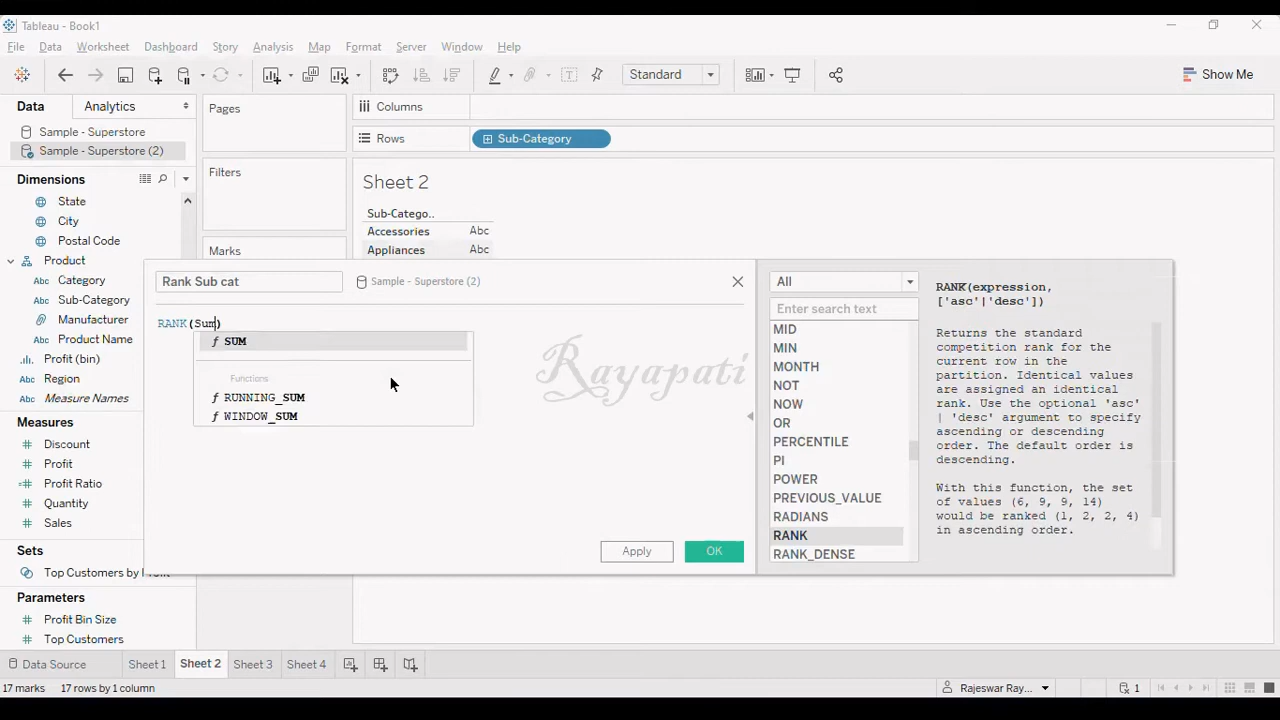 Tableau - Book1
File Data Worksheet Dashboard Story Analysis Map Format Server Window Help
Standard
Show Me
Data Analytics
Pages
Columns
Sample - Superstore
Sample - Superstore (2)
Rows Sub-Category
Filters
Dimensions
Sheet 2
State
City
Postal Code
Sub-Catego..
Accessories Abc
Appliances Abc
Marks
Product
Abc Category
Abc Sub-Category
Manufacturer
Abc Product Name
Profit (bin)
Abc Region
Abc Measure Names
Measures
Discount
Profit
Profit Ratio
Quantity
Sales
Sets
Top Customers by Profit
Parameters
Profit Bin Size
Top Customers
Rank Sub cat
Sample - Superstore (2)
RANK(Sum)
SUM
Functions
RUNNING_SUM
WINDOW_SUM
Rayapati
Apply OK
All
Enter search text
MID
MIN
MONTH
NOT
NOW
OR
PERCENTILE
PI
POWER
PREVIOUS_VALUE
RADIANS
RANK
RANK_DENSE
RANK(expression,
['asc'|'desc'])
Returns the standard
competition rank for the
current row in the
partition. Identical values
are assigned an identical
rank. Use the optional 'asc'
| 'desc' argument to specify
ascending or descending
order. The default order is
descending.
With this function, the set
of values (6, 9, 9, 14)
would be ranked (1, 2, 2, 4)
in ascending order.
Data Source Sheet 1 Sheet 2 Sheet 3 Sheet 4
17 marks 17 rows by 1 column
Rajeswar Ray...
1